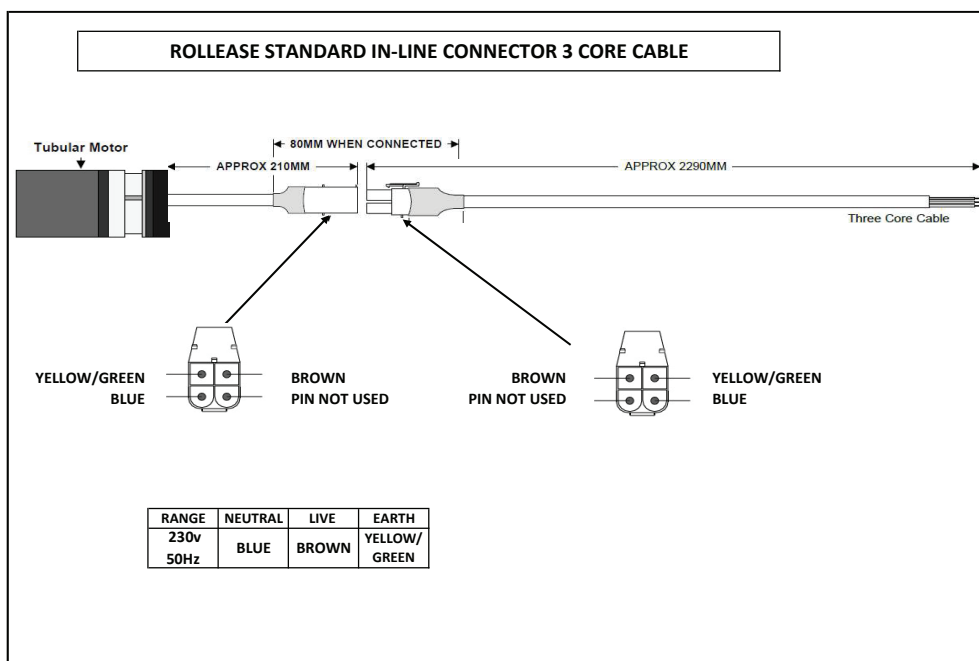 ROLLEASE STANDARD IN-LINE CONNECTOR 3 CORE CABLE
80MM WHEN CONNECTED
Tubular Motor
APPROX 210MM
APPROX 2290MM
Three Core Cable
YELLOW/GREEN
BLUE
BROWN
PIN NOT USED
BROWN
PIN NOT USED
YELLOW/GREEN
BLUE
RANGE NEUTRAL LIVE EARTH
230v
50Hz
BLUE
BROWN
YELLOW/
GREEN